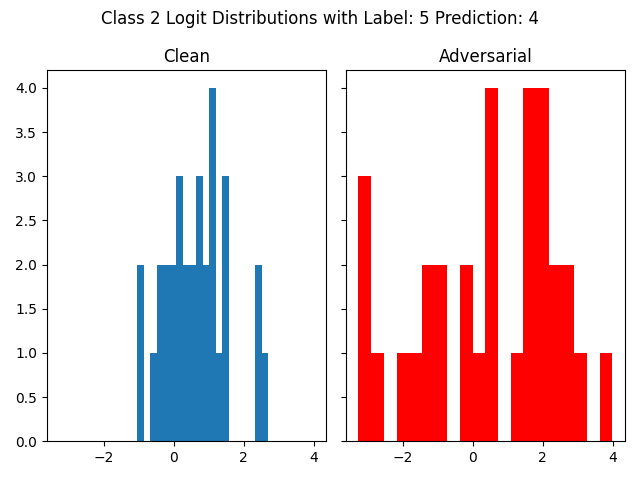 Class 2 Logit Distributions with Label: 5 Prediction: 4
Clean
Adversarial
4.0
3.5
3.0
2.5
2.0
1.5
1.0
0.5
0.0
−2 0 2 4
−2 0 2 4